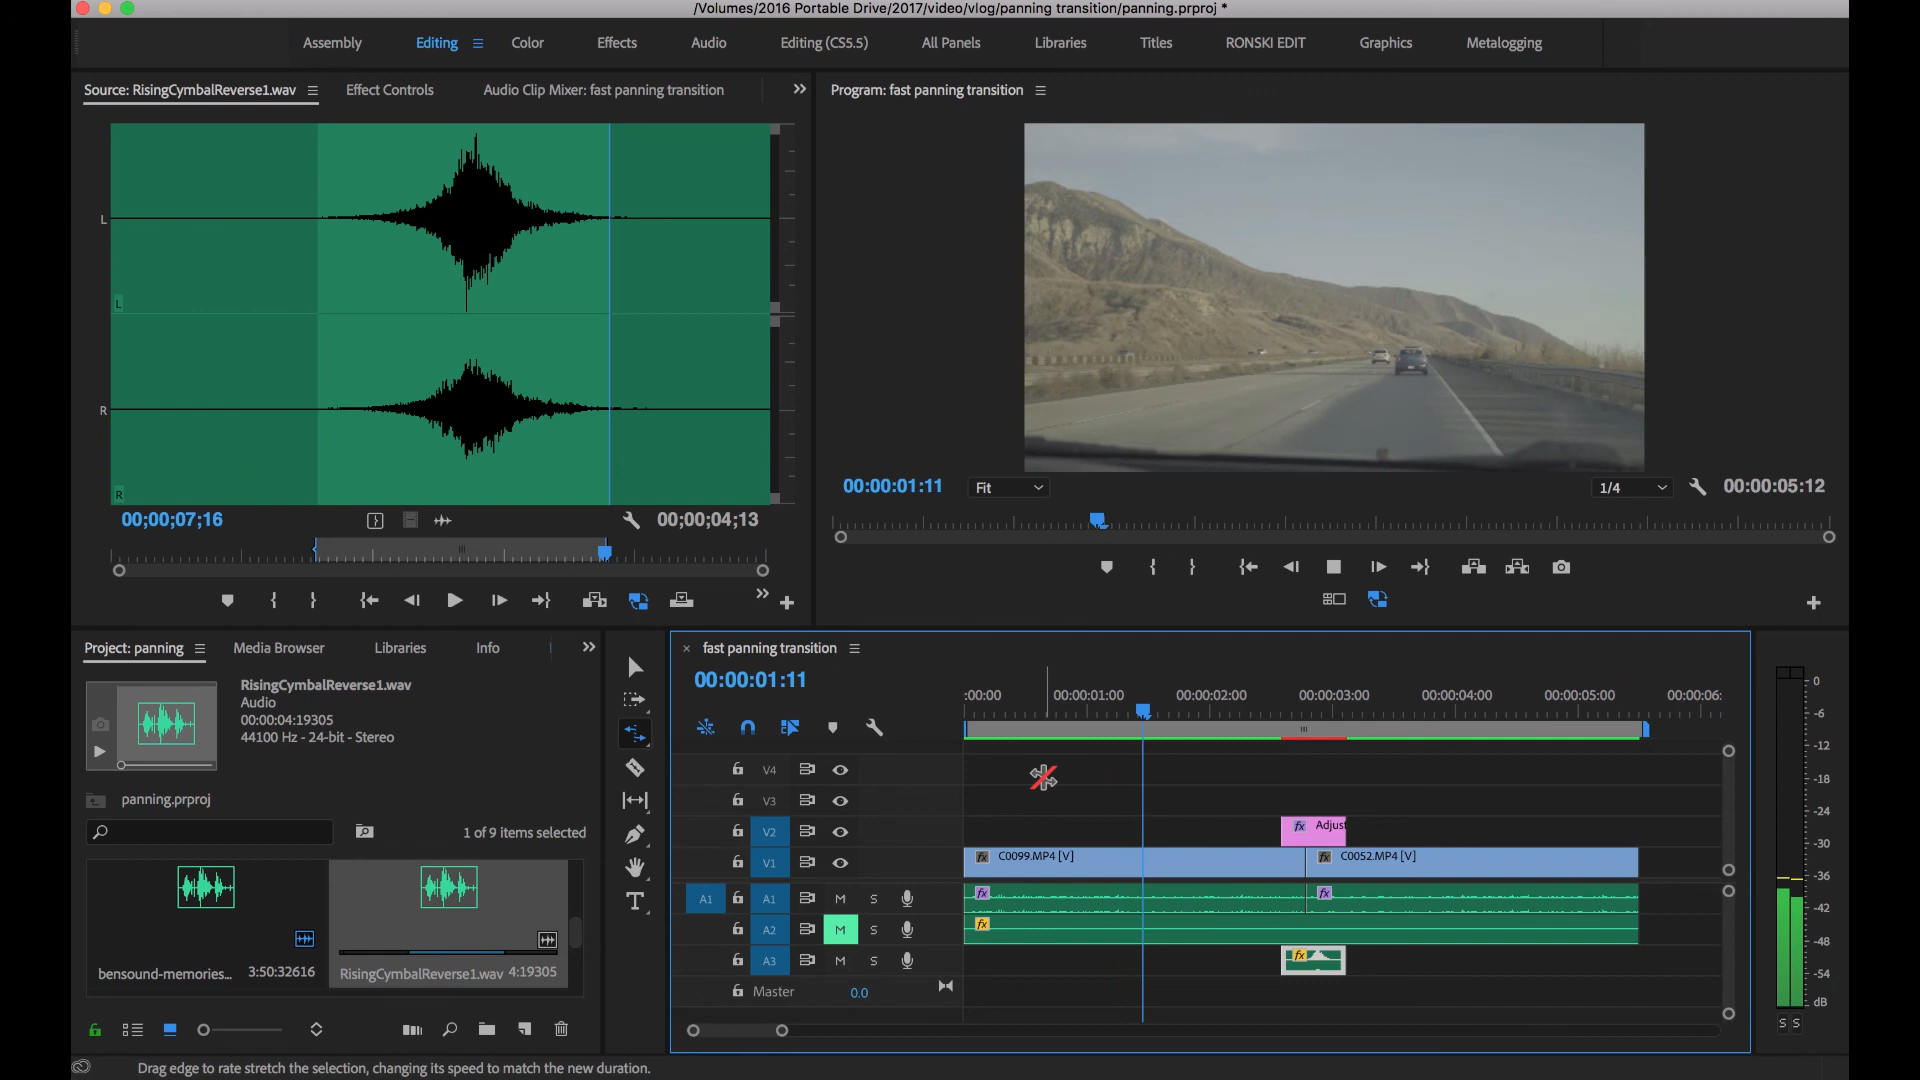 /Volumes/2016 Portable Drive/2017/video/vlog/panning transition/panning.prproj *
Assembly Editing Color Effects Audio Editing (CS5.5) All Panels Libraries Titles RONSKI EDIT Graphics Metalogging
Source: RisingCymbalReverse1.wav Effect Controls Audio Clip Mixer: fast panning transition
Program: fast panning transition
L
L
R
R
00;00;07;16 00;00;04;13
00:00:01:11 Fit 1/4 00:00:05:12
Project: panning Media Browser Libraries Info
RisingCymbalReverse1.wav
Audio
00:00:04:19305
44100 Hz - 24-bit - Stereo
panning.prproj
1 of 9 items selected
bensound-memories... 3:50:32616
RisingCymbalReverse1.wav 4:19305
fast panning transition
00:00:01:11
:00:00 00:00:01:00 00:00:02:00 00:00:03:00 00:00:04:00 00:00:05:00 00:00:06:
V4
V3
V2 fx Adjust
V1 fx C0099.MP4 [V] fx C0052.MP4 [V]
A1 A1 M S fx fx
A2 M S fx
A3 M S fx
Master 0.0
0
-6
-12
-18
-24
-30
-36
-42
-48
-54
dB
S S
Drag edge to rate stretch the selection, changing its speed to match the new duration.